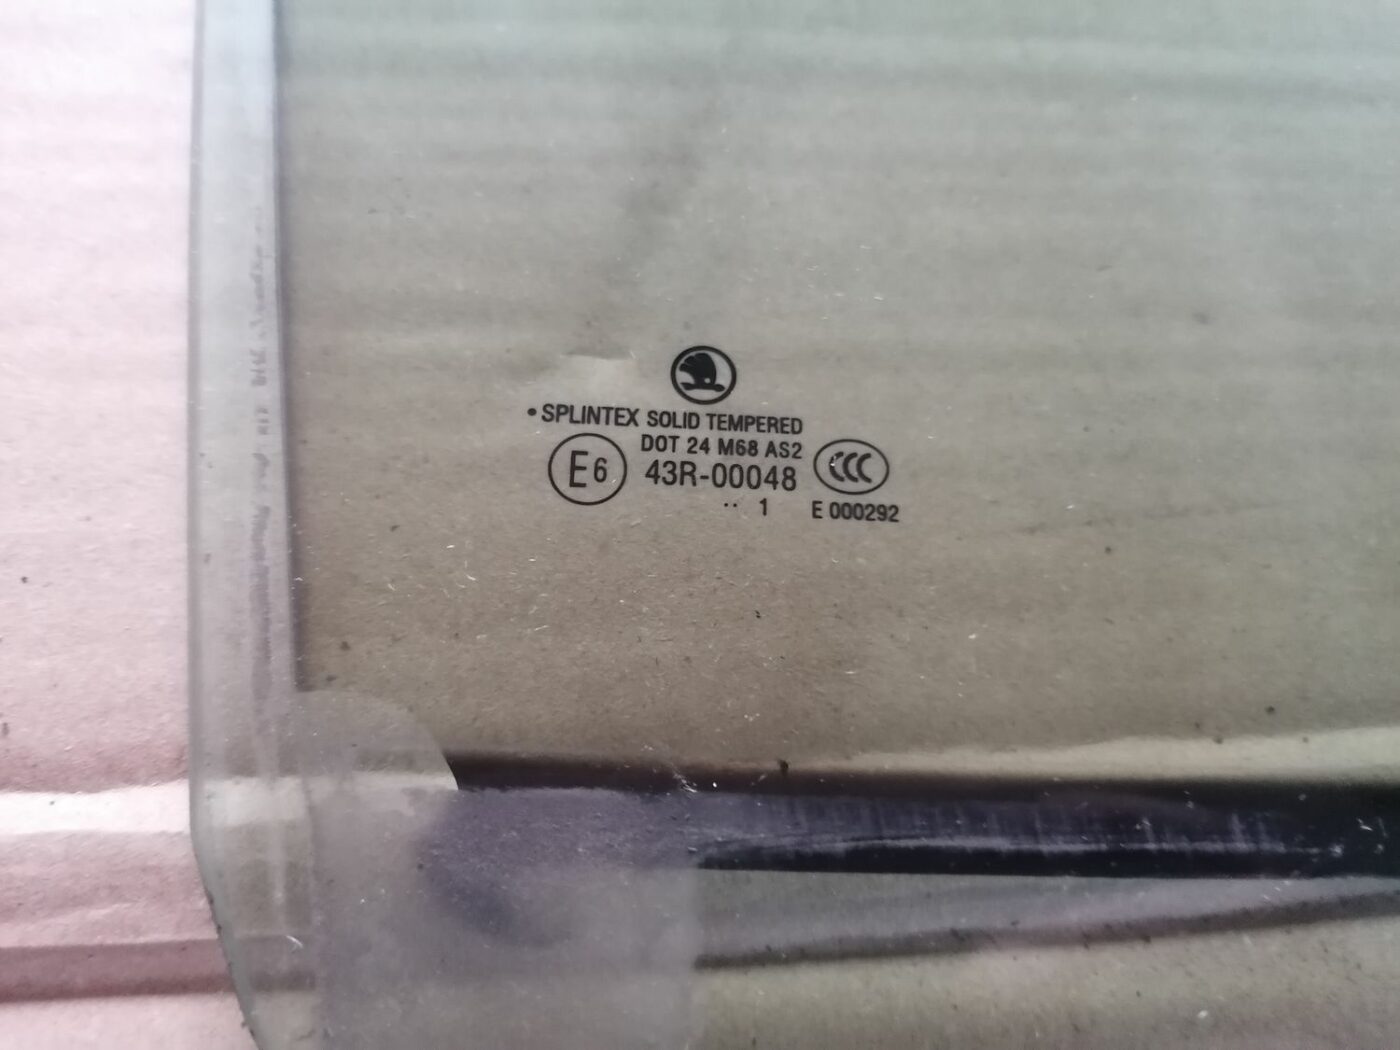 •SPLINTEX SOLID TEMPERED
DOT 24 M68 AS2
E6 43R-00048 CCC
·· 1 E 000292